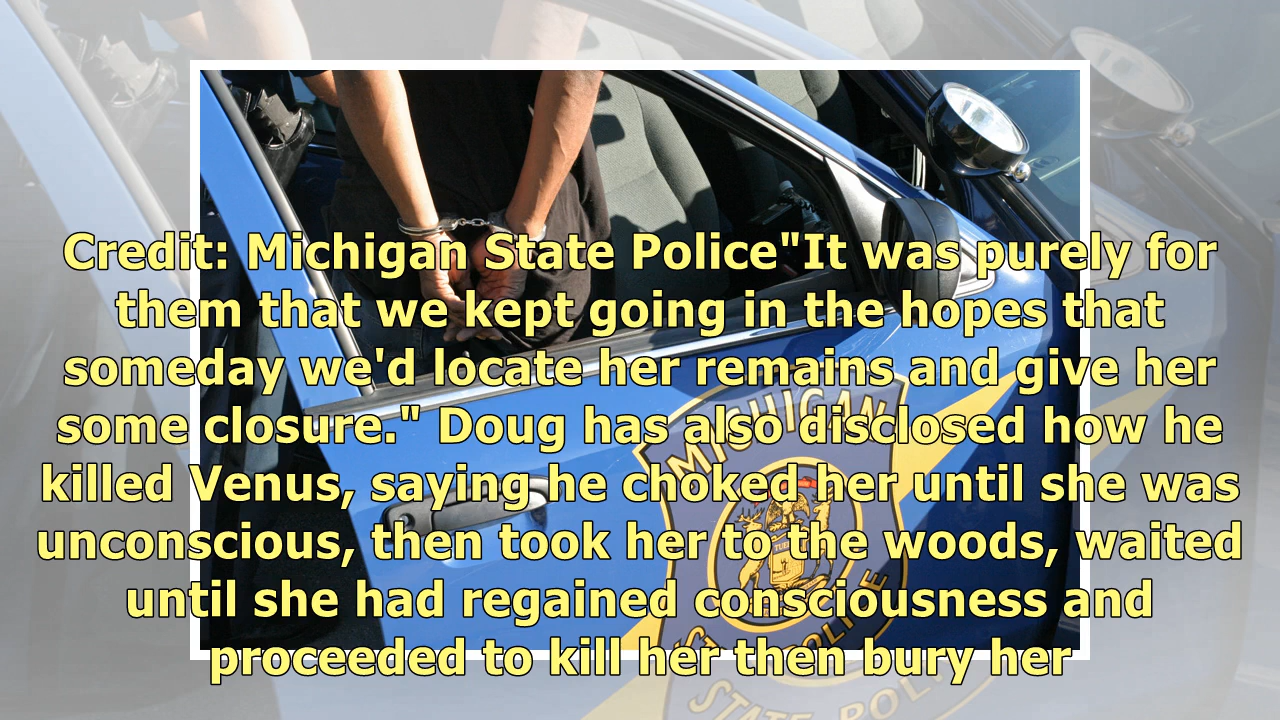 Credit: Michigan State Police"It was purely for
them that we kept going in the hopes that
someday we'd locate her remains and give her
some closure." Doug has also disclosed how he
killed Venus, saying he choked her until she was
unconscious, then took her to the woods, waited
until she had regained consciousness and
proceeded to kill her then bury her
MICHIGAN
STATE POLICE